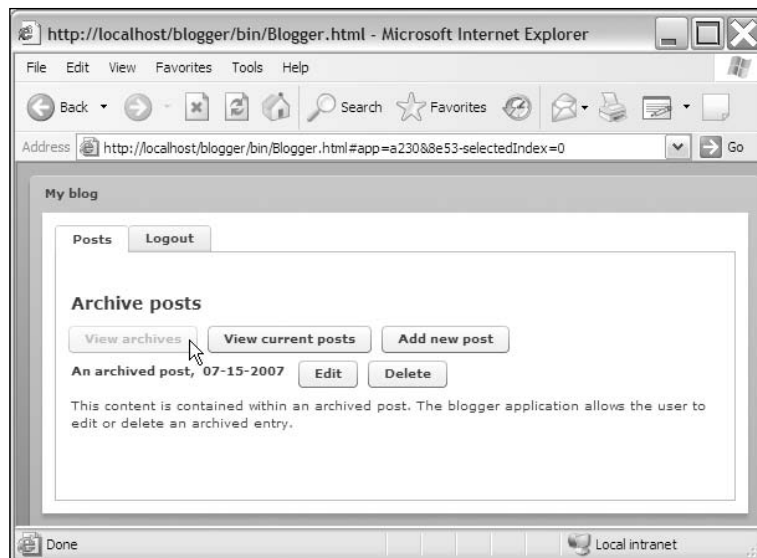 http://localhost/blogger/bin/Blogger.html - Microsoft Internet Explorer
File Edit View Favorites Tools Help
Back Search Favorites
Address http://localhost/blogger/bin/Blogger.html#app=a230&8e53-selectedIndex=0 Go
My blog
Posts Logout
Archive posts
View archives View current posts Add new post
An archived post, 07-15-2007 Edit Delete
This content is contained within an archived post. The blogger application allows the user to
edit or delete an archived entry.
Done Local intranet